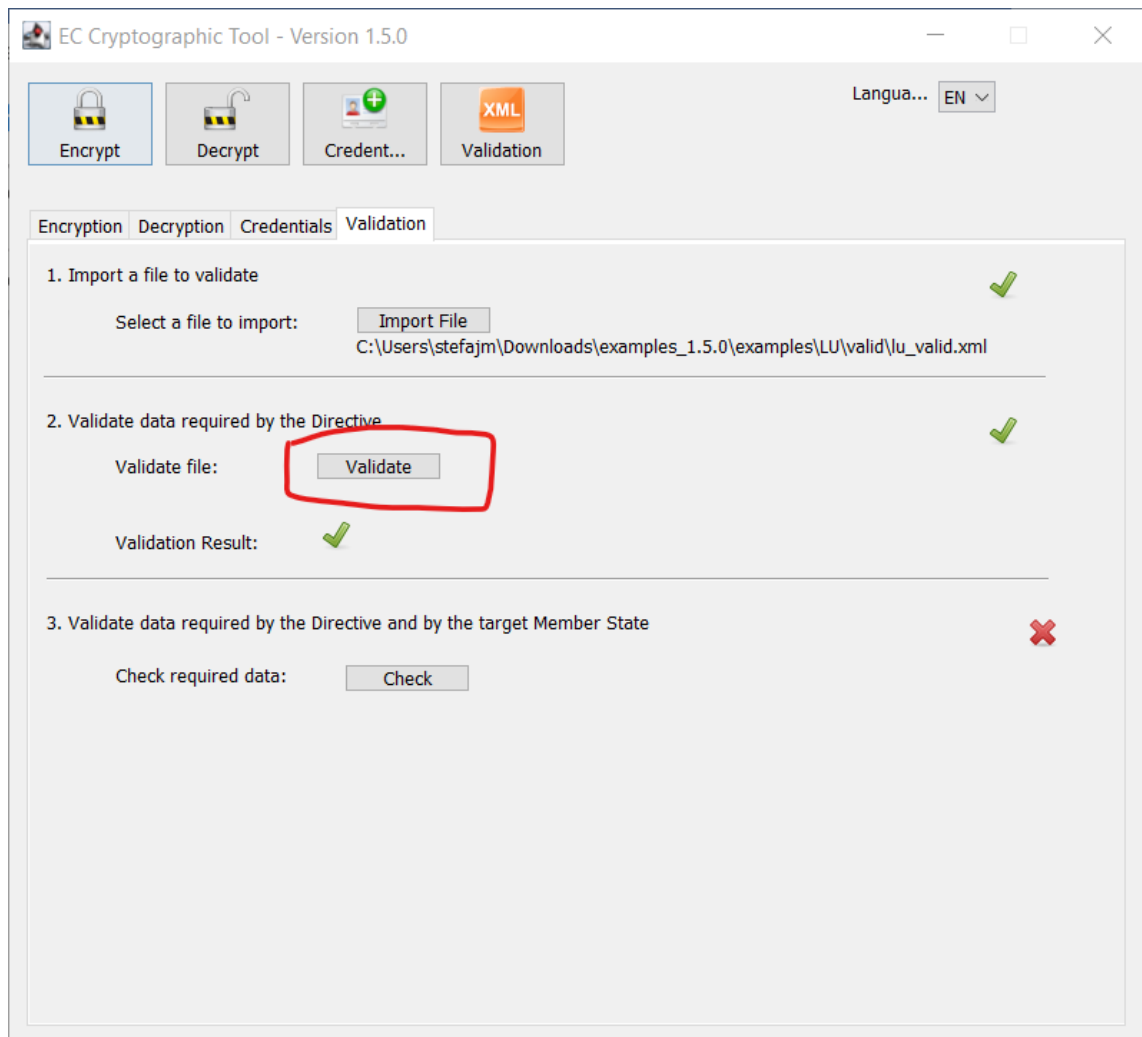 EC Cryptographic Tool - Version 1.5.0
Encrypt
Decrypt
Credent...
XML
Validation
Langua... EN
Encryption Decryption Credentials Validation
1. Import a file to validate
Select a file to import: Import File
C:\Users\stefajm\Downloads\examples_1.5.0\examples\LU\valid\lu_valid.xml
2. Validate data required by the Directive
Validate file: Validate
Validation Result:
3. Validate data required by the Directive and by the target Member State
Check required data: Check